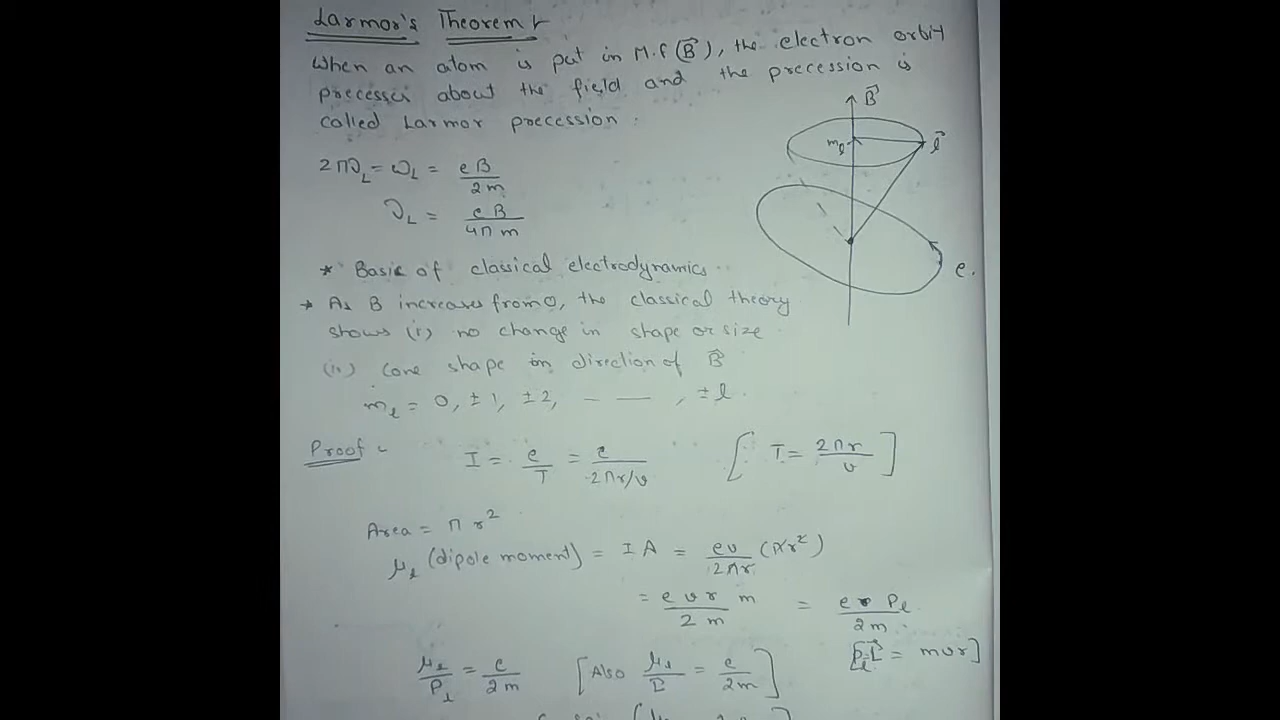 Larmor's Theorem :-
When an atom is put in M.f (B⃗), the electron orbit
precesses about the field and the precession is
called Larmor precession.
B⃗
mℓ
ℓ⃗
e.
2πν_L = ω_L = eB/2m
ν_L = eB/4πm
* Basic of classical electrodynamics.
* As B increases from 0, the classical theory
shows (i) no change in shape or size
(ii) Cone shape in direction of B⃗
mℓ = 0, ±1, ±2, - — , ±ℓ.
Proof :-
I = e/T = e/(2πr/v) [T = 2πr/v]
Area = πr²
μℓ (dipole moment) = IA = ev/2πr (πr²)
= evr m/2m = e Pℓ/2m
[Pℓ L⃗ = mvr]
μℓ/Pℓ = e/2m [Also μℓ/L = e/2m]